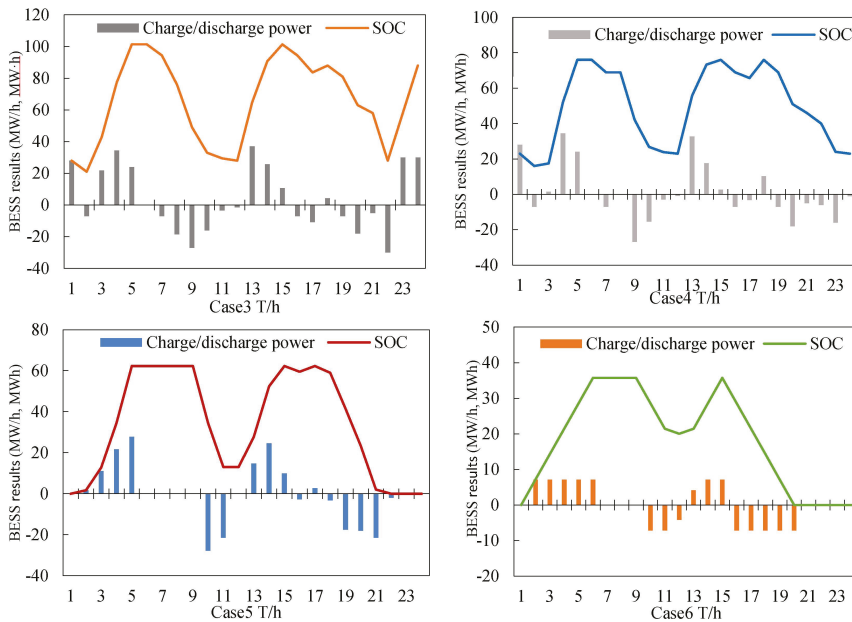 Charge/discharge power SOC
BESS results (MW/h, MW·h)
120
100
80
60
40
20
0
-20
-40
1 3 5 7 9 11 13 15 17 19 21 23
Case3 T/h
Charge/discharge power SOC
BESS results (MW/h, MWh)
100
80
60
40
20
0
-20
-40
1 3 5 7 9 11 13 15 17 19 21 23
Case4 T/h
Charge/discharge power SOC
BESS results (MW/h, MWh)
80
60
40
20
0
-20
-40
1 3 5 7 9 11 13 15 17 19 21 23
Case5 T/h
Charge/discharge power SOC
BESS results (MW/h, MWh)
50
40
30
20
10
0
-10
-20
1 3 5 7 9 11 13 15 17 19 21 23
Case6 T/h